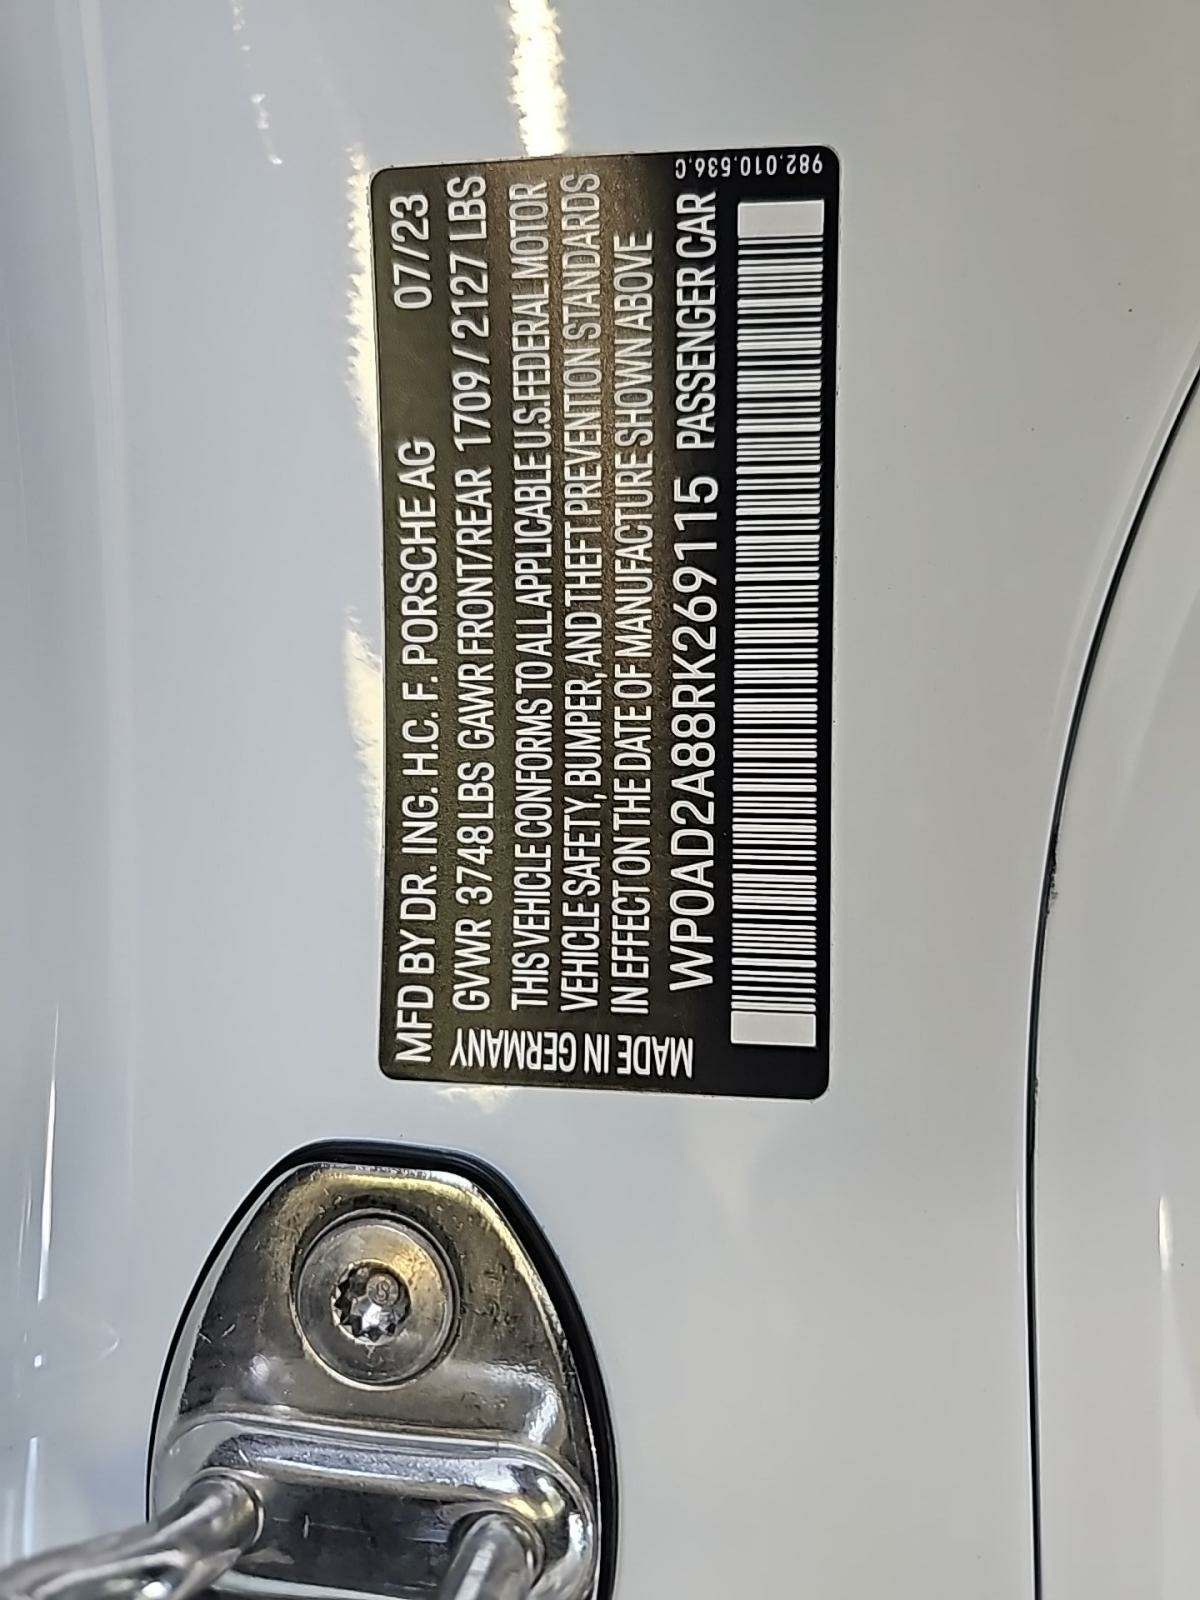 MFD BY DR. ING. H.C. F. PORSCHE AG 07/23
GVWR 3748 LBS GAWR FRONT/REAR 1709 / 2127 LBS
THIS VEHICLE CONFORMS TO ALL APPLICABLE U.S. FEDERAL MOTOR
VEHICLE SAFETY, BUMPER, AND THEFT PREVENTION STANDARDS
IN EFFECT ON THE DATE OF MANUFACTURE SHOWN ABOVE
WP0AD2A88RK269115 PASSENGER CAR
MADE IN GERMANY
982.010.536.C